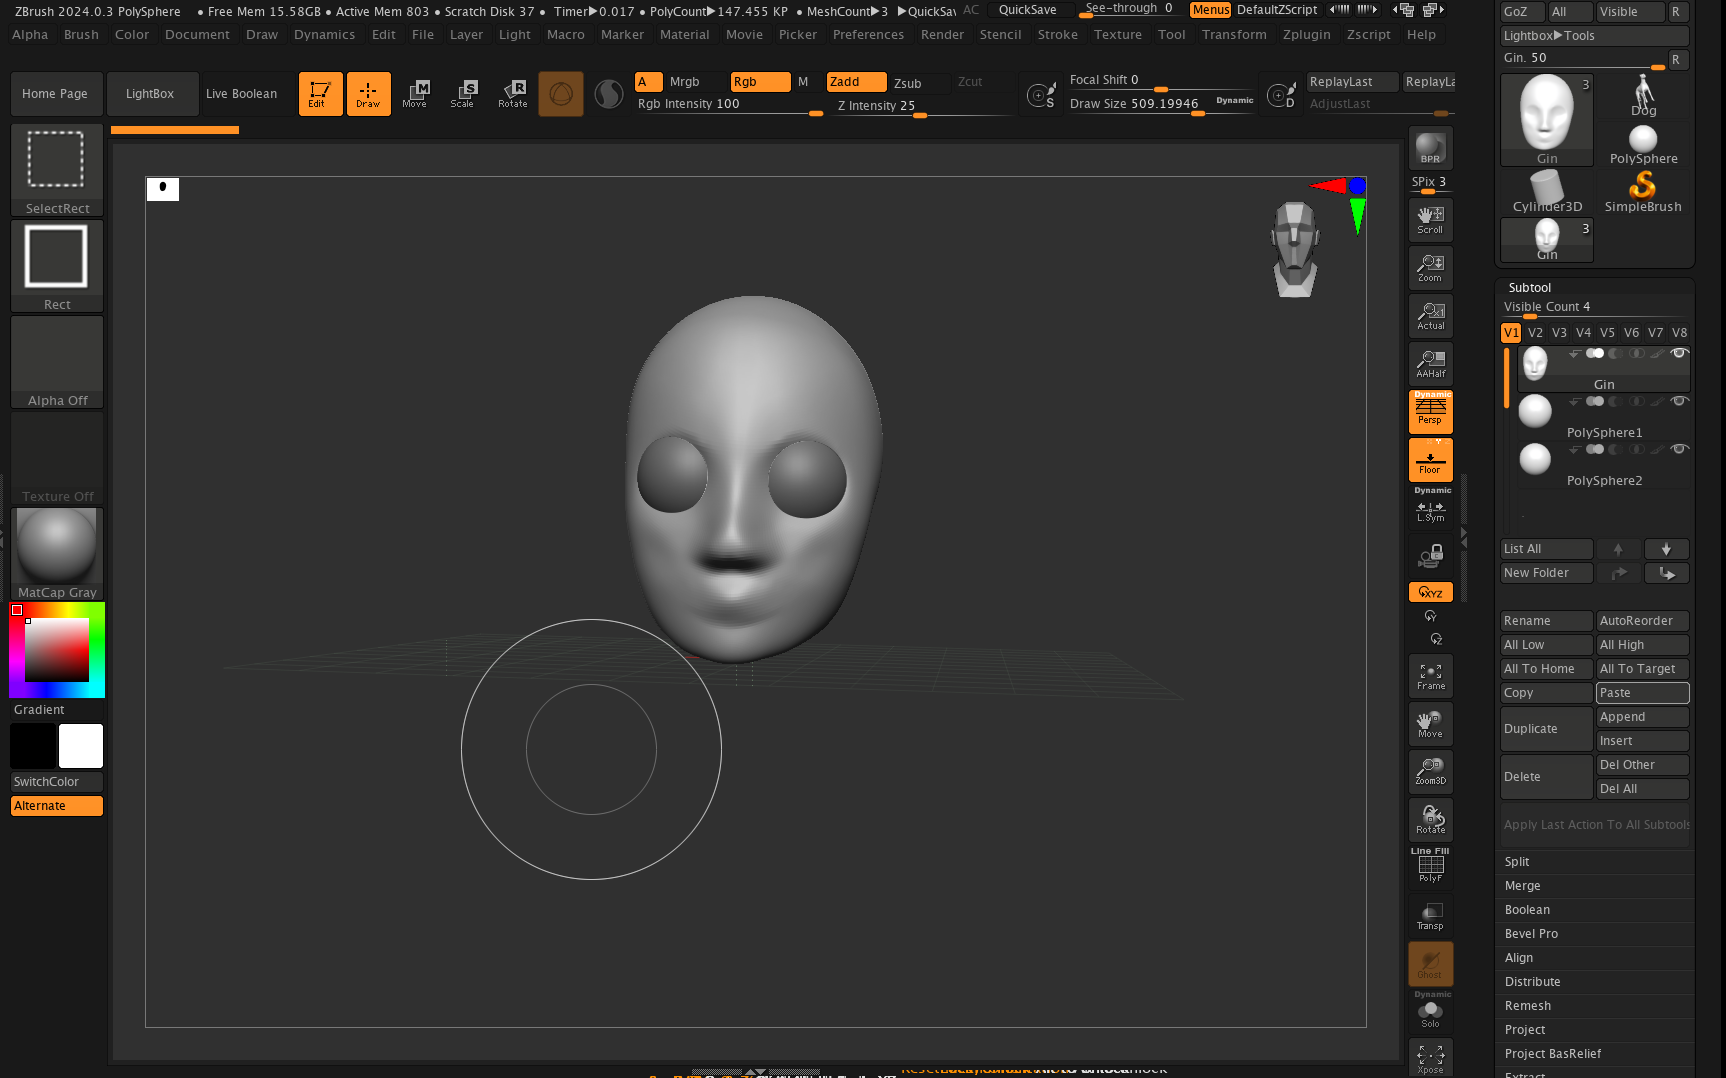 ZBrush 2024.0.3 PolySphere • Free Mem 15.58GB • Active Mem 803 • Scratch Disk 37 • Timer▶0.017 • PolyCount▶147.455 KP • MeshCount▶3 ▶QuickSav AC QuickSave See-through 0 Menus DefaultZScript
Alpha Brush Color Document Draw Dynamics Edit File Layer Light Macro Marker Material Movie Picker Preferences Render Stencil Stroke Texture Tool Transform Zplugin Zscript Help
Home Page
LightBox
Live Boolean
Edit
Draw
Move
Scale
Rotate
A Mrgb Rgb M Zadd Zsub Zcut
Rgb Intensity 100
Z Intensity 25
Focal Shift 0
Draw Size 509.19946 Dynamic
ReplayLast ReplayLa
AdjustLast
SelectRect
Rect
Alpha Off
Texture Off
MatCap Gray
Gradient
SwitchColor
Alternate
BPR
SPix 3
Scroll
Zoom
Actual
AAHalf
Dynamic
Persp
Floor
Dynamic
L.Sym
XYZ
Frame
Move
Zoom3D
Rotate
Line Fill
PolyF
Transp
Ghost
Dynamic
Solo
Xpose
GoZ All Visible R
Lightbox▶Tools
Gin. 50 R
3
Gin
Dog
PolySphere
Cylinder3D
SimpleBrush
3
Gin
Subtool
Visible Count 4
V1 V2 V3 V4 V5 V6 V7 V8
Gin
PolySphere1
PolySphere2
List All
New Folder
Rename AutoReorder
All Low All High
All To Home All To Target
Copy Paste
Duplicate Append
Insert
Delete Del Other
Del All
Apply Last Action To All Subtools
Split
Merge
Boolean
Bevel Pro
Align
Distribute
Remesh
Project
Project BasRelief
Extract